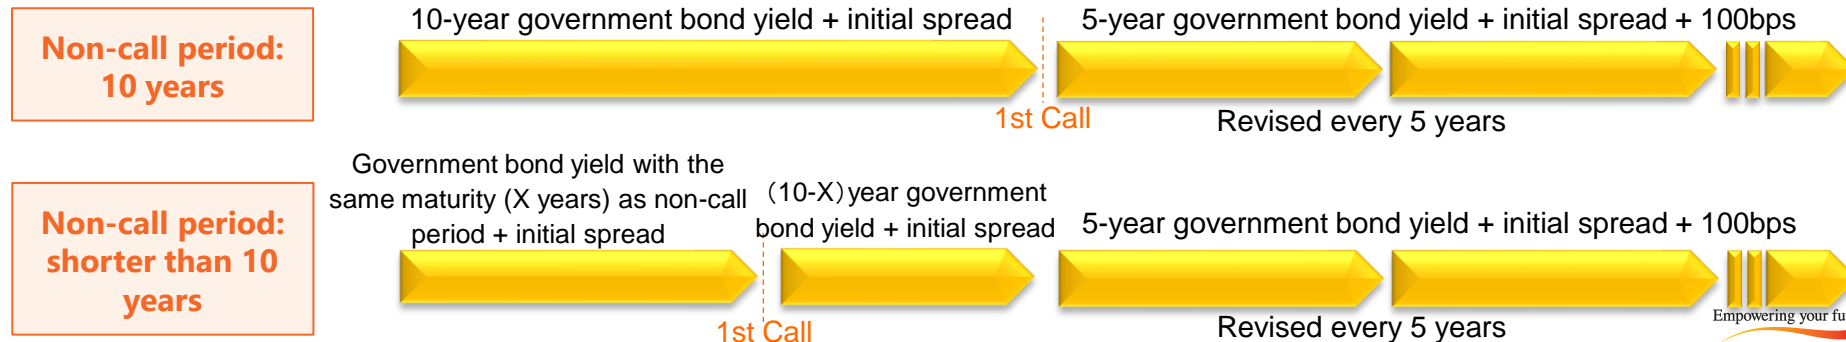 10-year government bond yield + initial spread
5-year government bond yield + initial spread + 100bps
Non-call period:
10 years
1st Call
Revised every 5 years
Government bond yield with the
same maturity (X years) as non-call
period + initial spread
（10-X）year government
bond yield + initial spread
5-year government bond yield + initial spread + 100bps
Non-call period:
shorter than 10
years
1st Call
Revised every 5 years
Empowering your fu